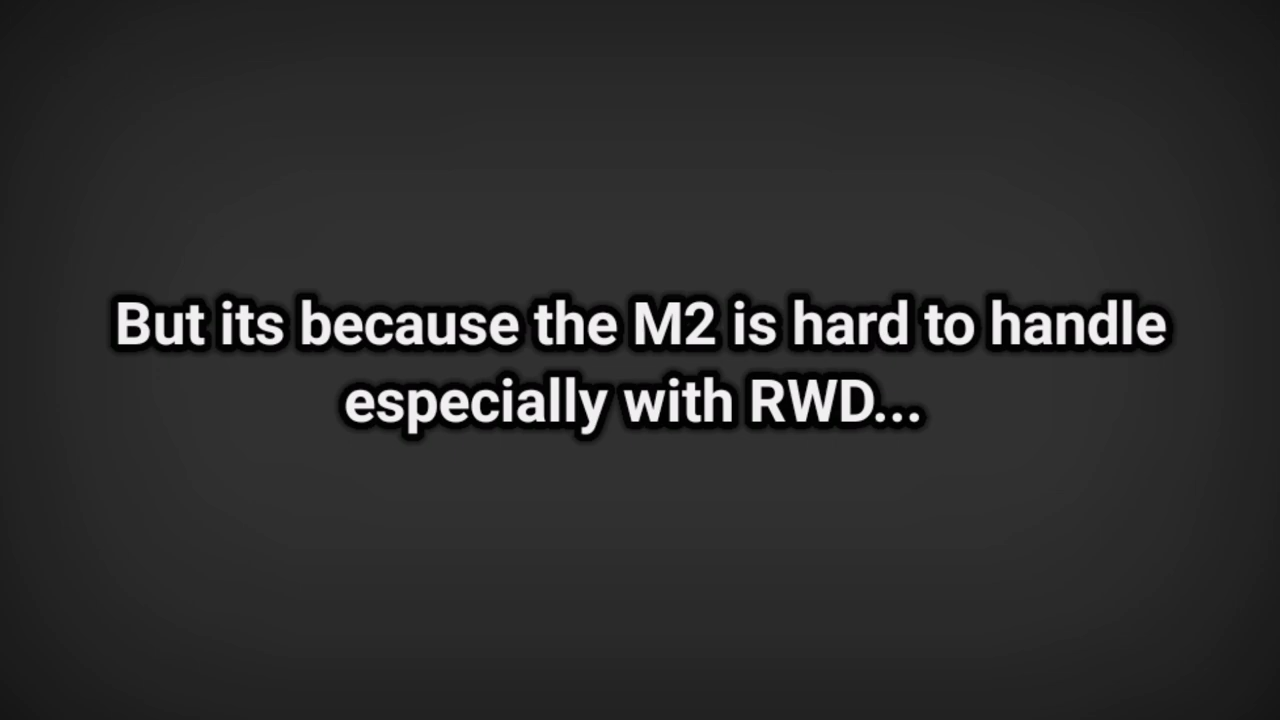 But its because the M2 is hard to handle
especially with RWD...